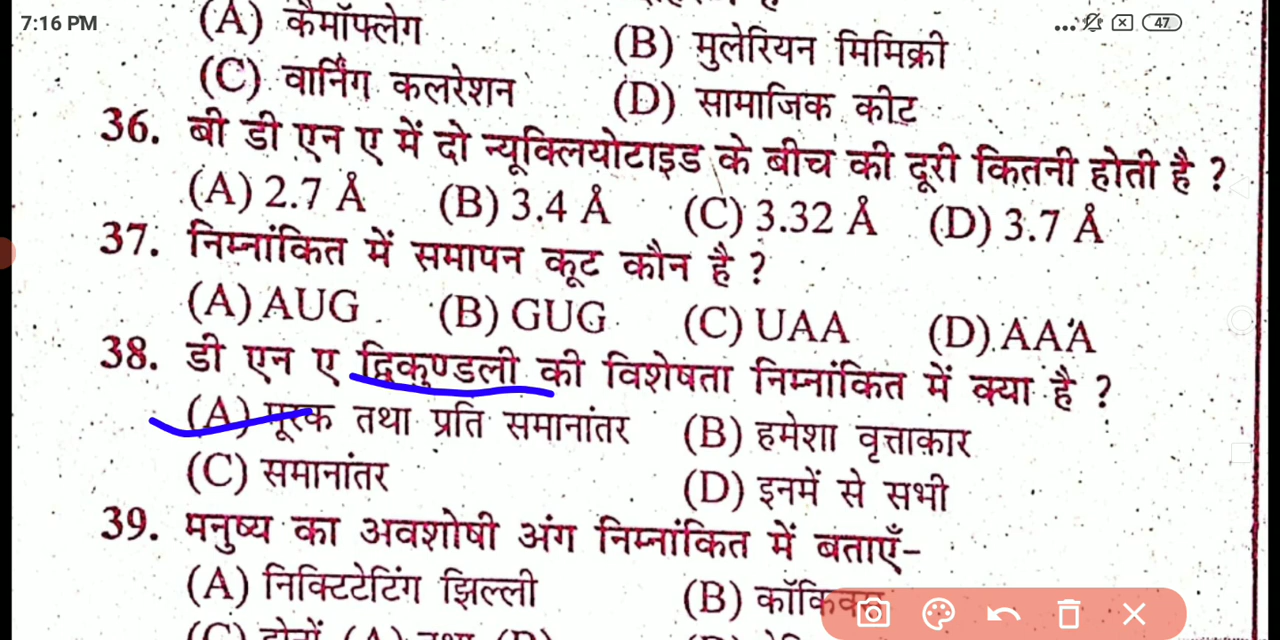 7:16 PM
47
(A) कैमॉफ्लेग (B) मुलेरियन मिमिक्री
(C) वार्निंग कलरेशन (D) सामाजिक कीट
36. बी डी एन ए में दो न्यूक्लियोटाइड के बीच की दूरी कितनी होती है ?
(A) 2.7 Å (B) 3.4 Å (C) 3.32 Å (D) 3.7 Å
37. निम्नांकित में समापन कूट कौन है ?
(A) AUG (B) GUG (C) UAA (D) AAA
38. डी एन ए द्विकुण्डली की विशेषता निम्नांकित में क्या है ?
(A) पूरक तथा प्रति समानांतर (B) हमेशा वृत्ताकार
(C) समानांतर (D) इनमें से सभी
39. मनुष्य का अवशोषी अंग निम्नांकित में बताएँ-
(A) निक्टिटेटिंग झिल्ली (B)